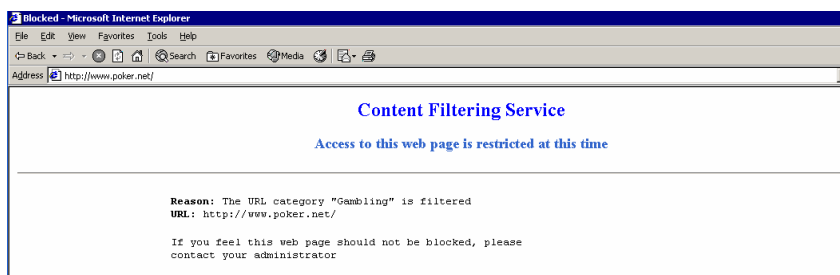 Blocked - Microsoft Internet Explorer
File Edit View Favorites Tools Help
Back Search Favorites Media
Address http://www.poker.net/
Content Filtering Service
Access to this web page is restricted at this time
Reason: The URL category "Gambling" is filtered
URL: http://www.poker.net/
If you feel this web page should not be blocked, please
contact your administrator